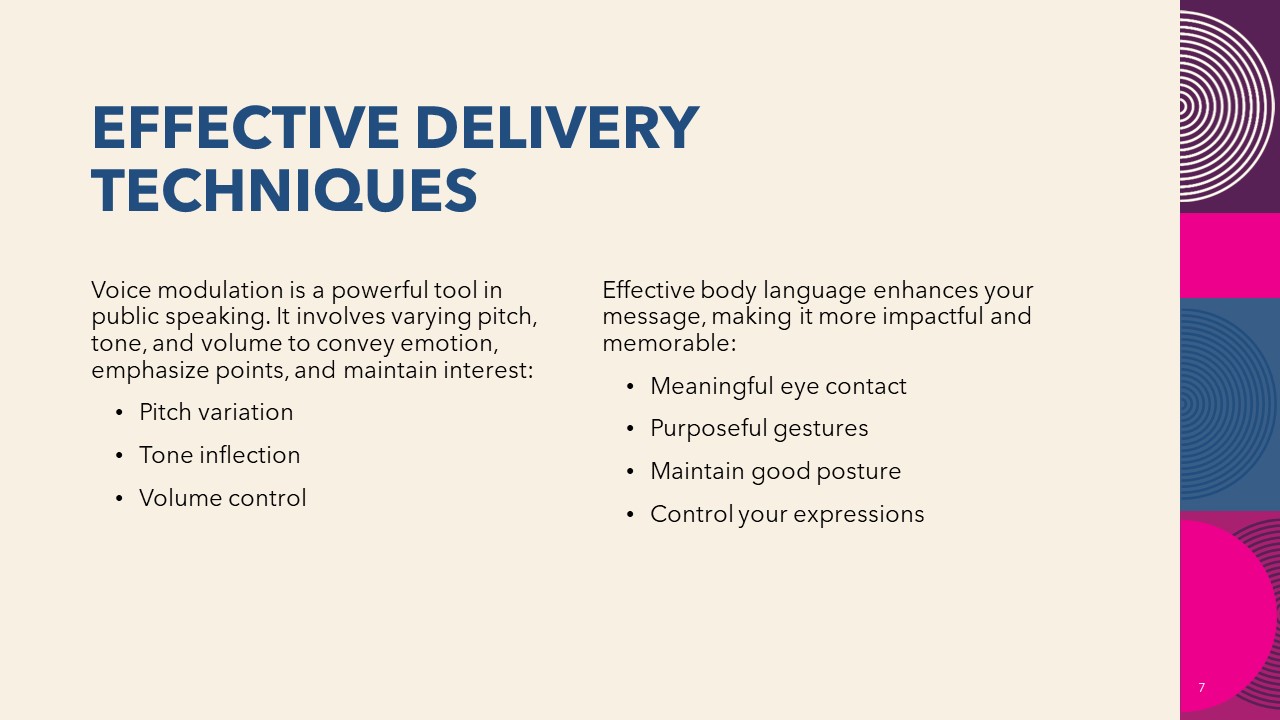 EFFECTIVE DELIVERY
TECHNIQUES
Voice modulation is a powerful tool in
public speaking. It involves varying pitch,
tone, and volume to convey emotion,
emphasize points, and maintain interest:
• Pitch variation
• Tone inflection
• Volume control
Effective body language enhances your
message, making it more impactful and
memorable:
• Meaningful eye contact
• Purposeful gestures
• Maintain good posture
• Control your expressions
7